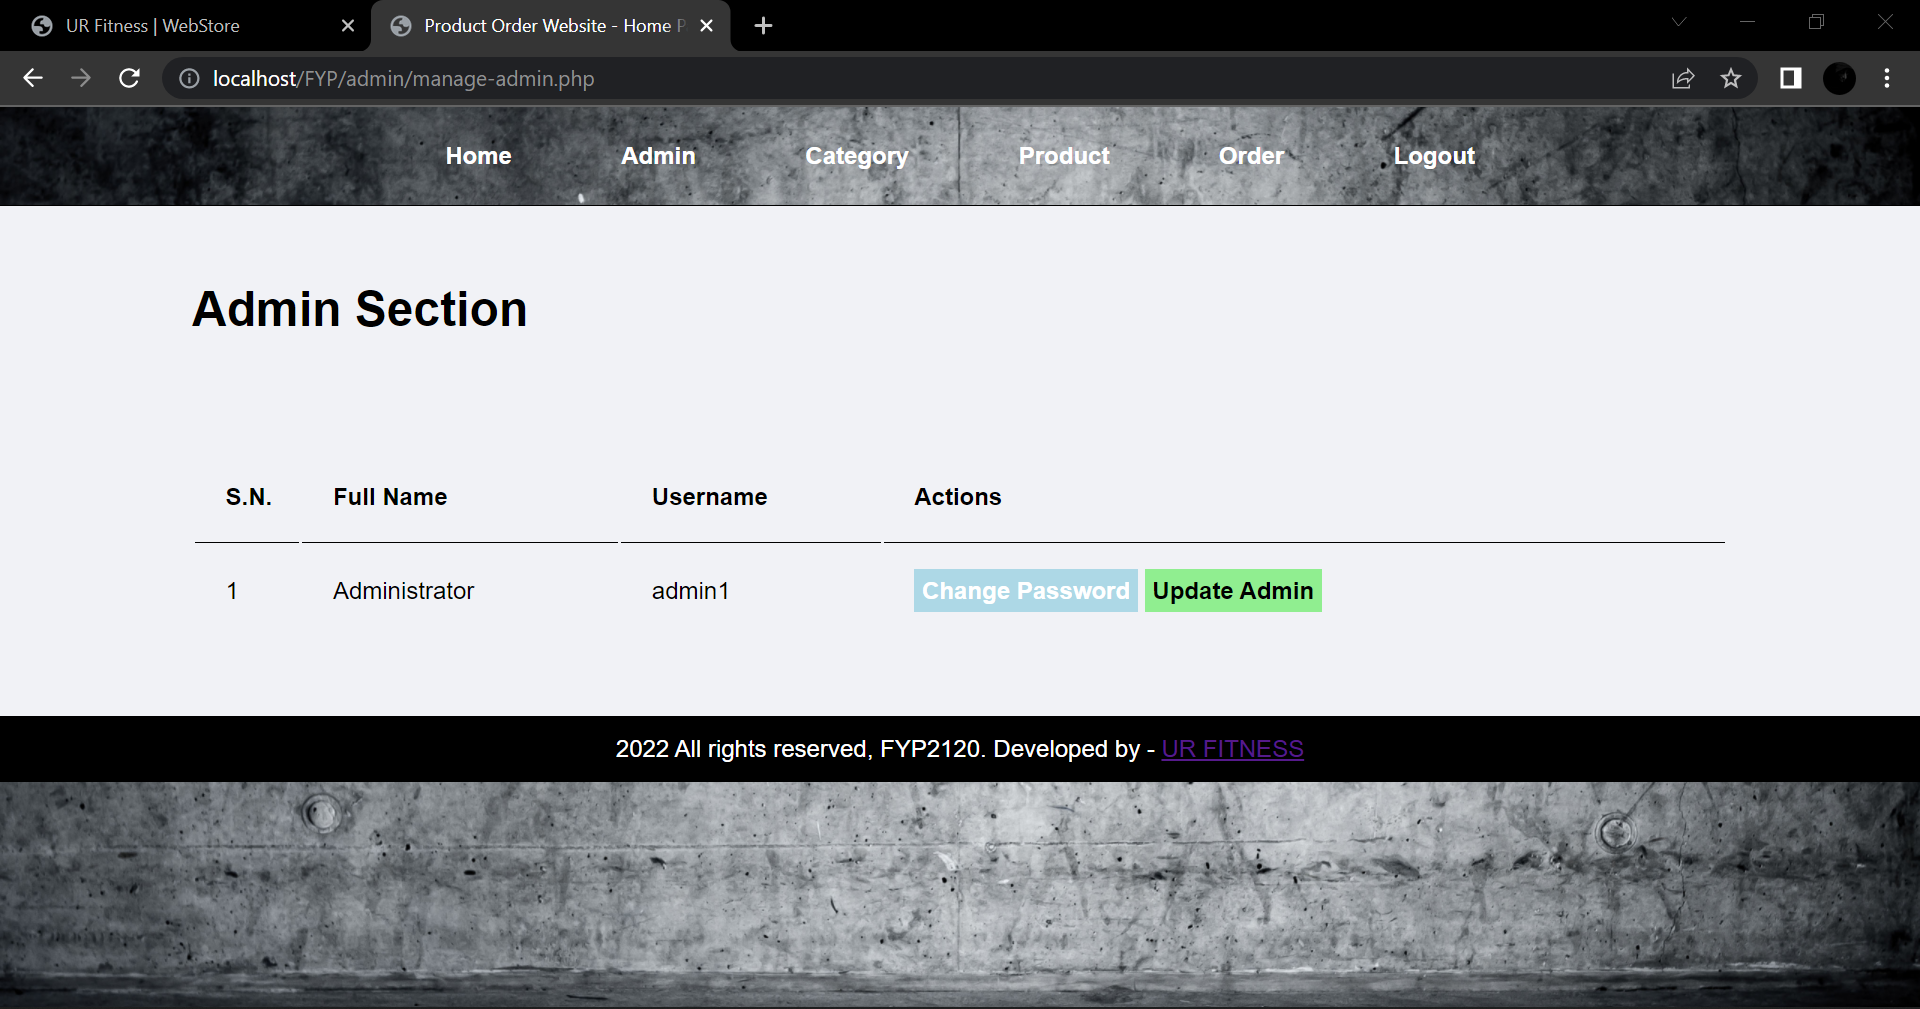 UR Fitness | WebStore
Product Order Website - Home P
localhost/FYP/admin/manage-admin.php
Home Admin Category Product Order Logout
Admin Section
S.N. Full Name Username Actions
1 Administrator admin1 Change Password Update Admin
2022 All rights reserved, FYP2120. Developed by - UR FITNESS